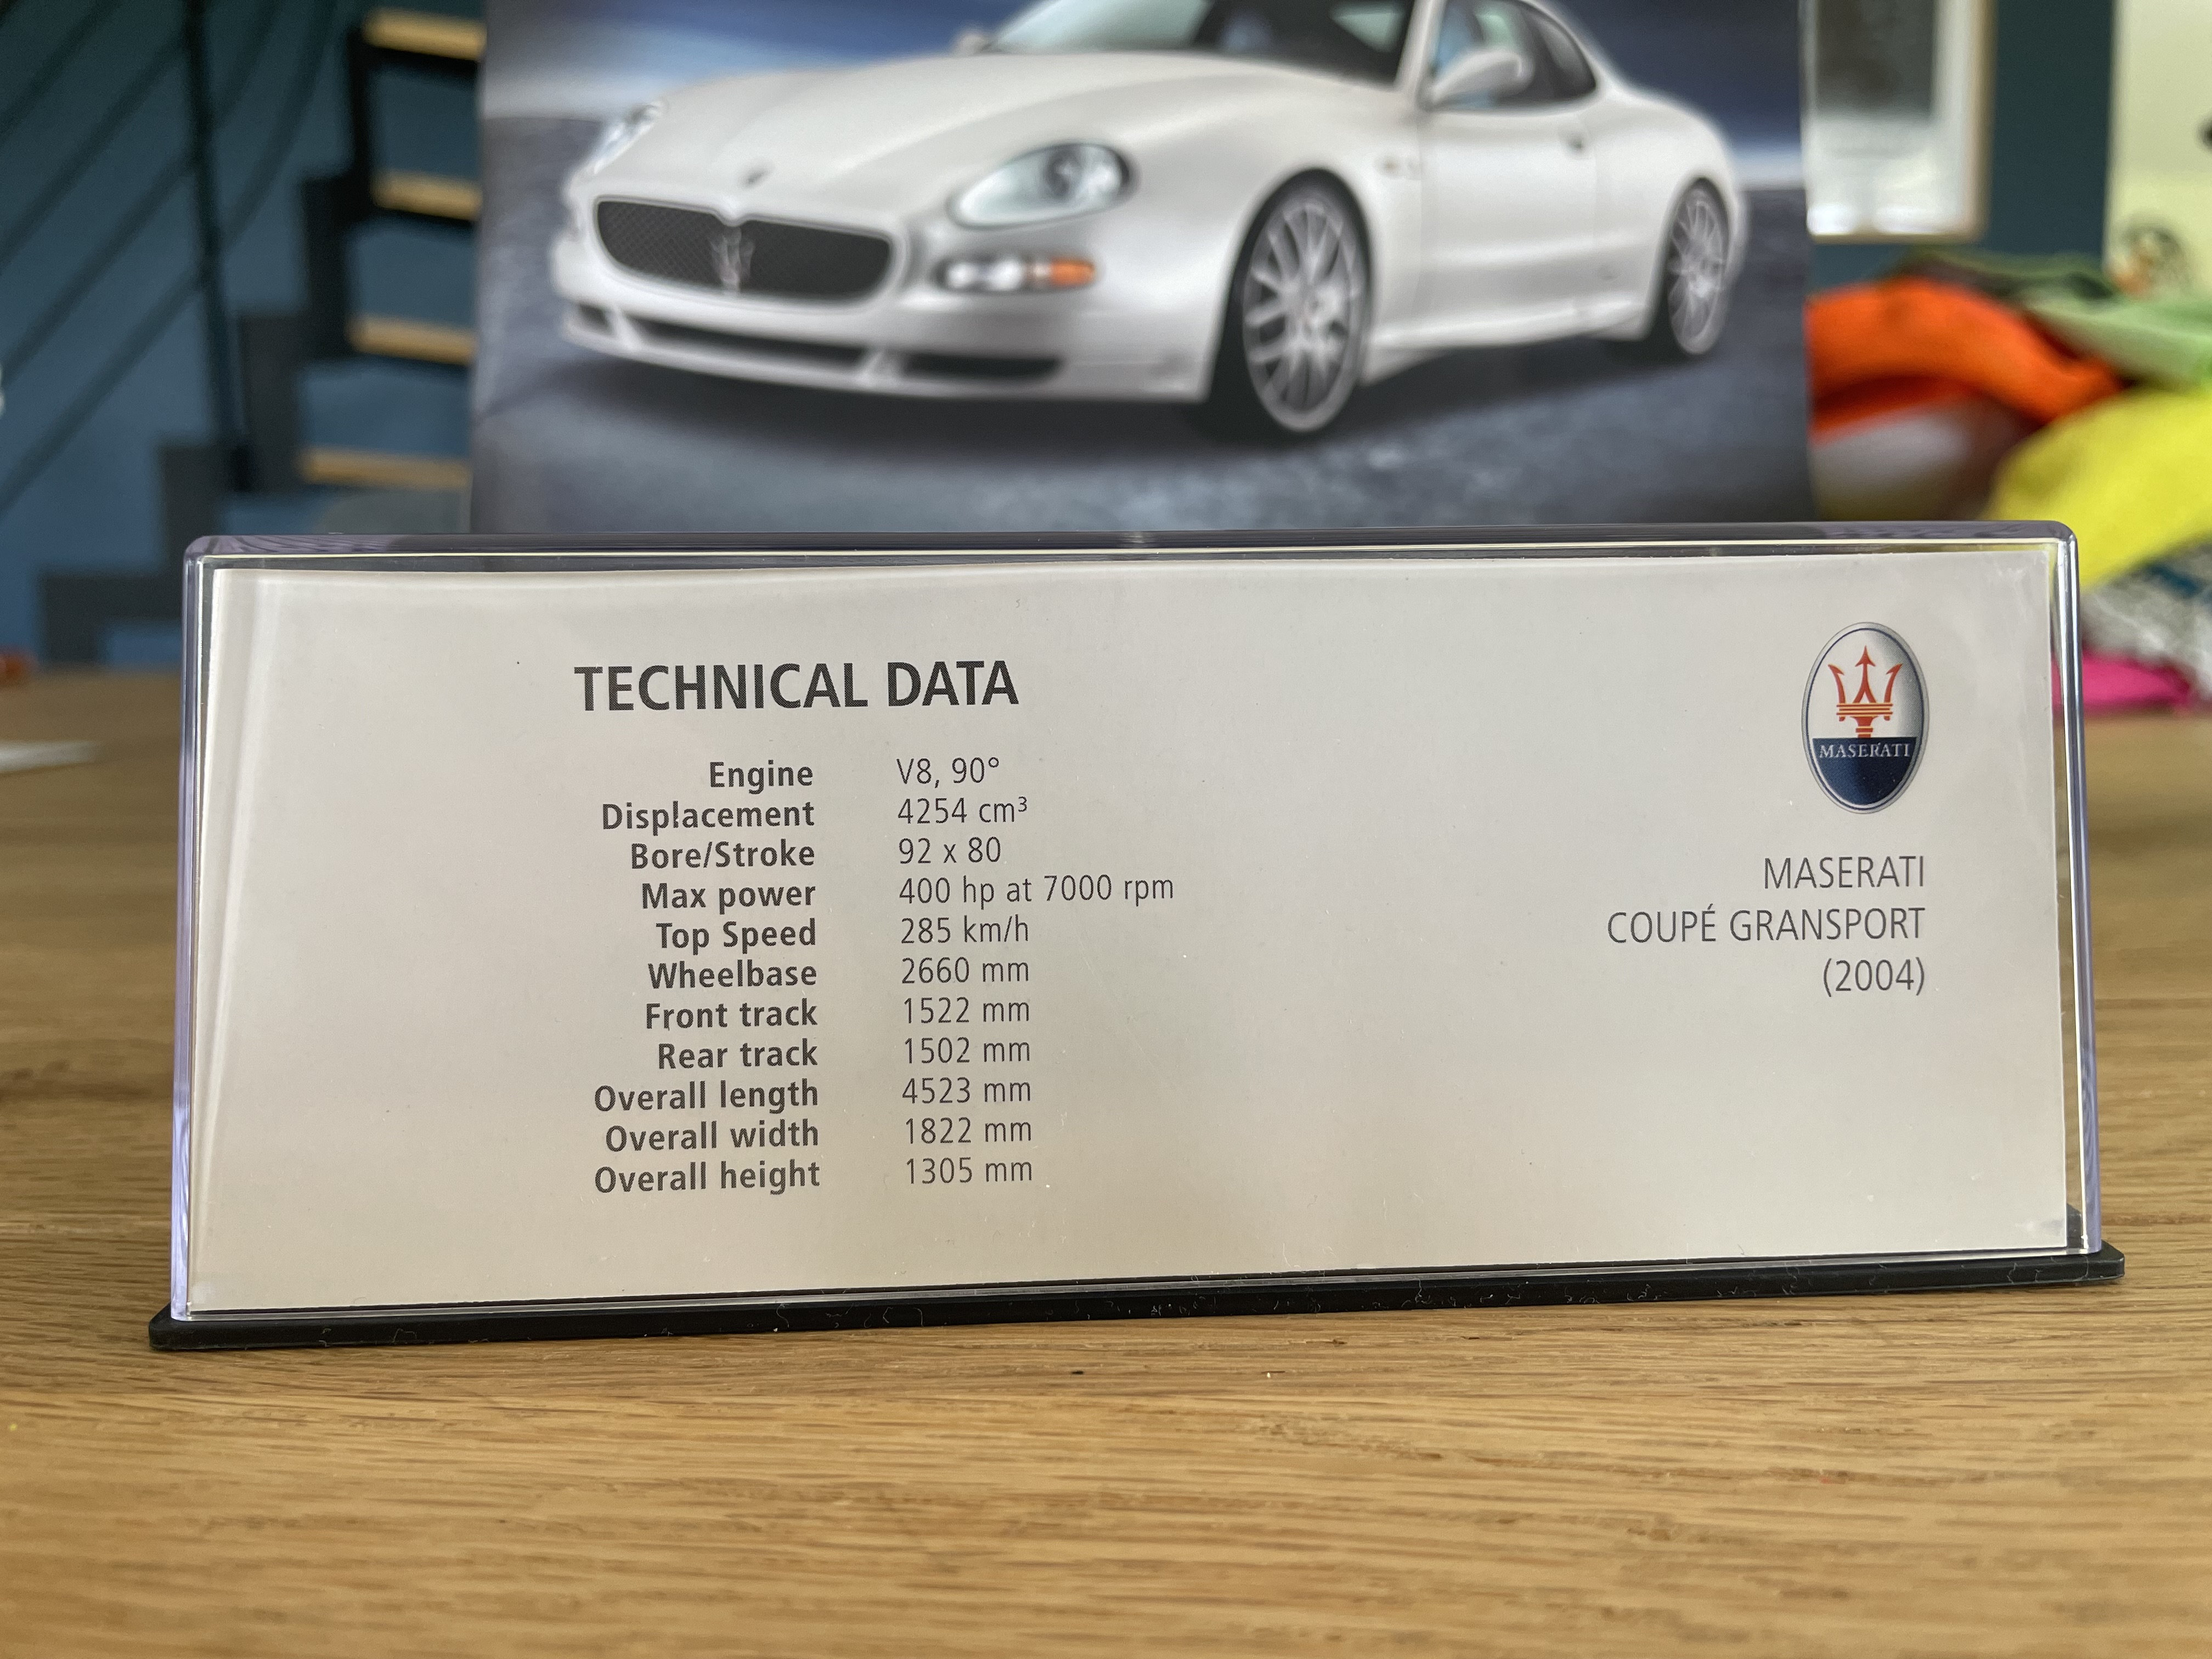 TECHNICAL DATA
Engine V8, 90°
Displacement 4254 cm³
Bore/Stroke 92 x 80
Max power 400 hp at 7000 rpm
Top Speed 285 km/h
Wheelbase 2660 mm
Front track 1522 mm
Rear track 1502 mm
Overall length 4523 mm
Overall width 1822 mm
Overall height 1305 mm
MASERATI
MASERATI
COUPÉ GRANSPORT
(2004)